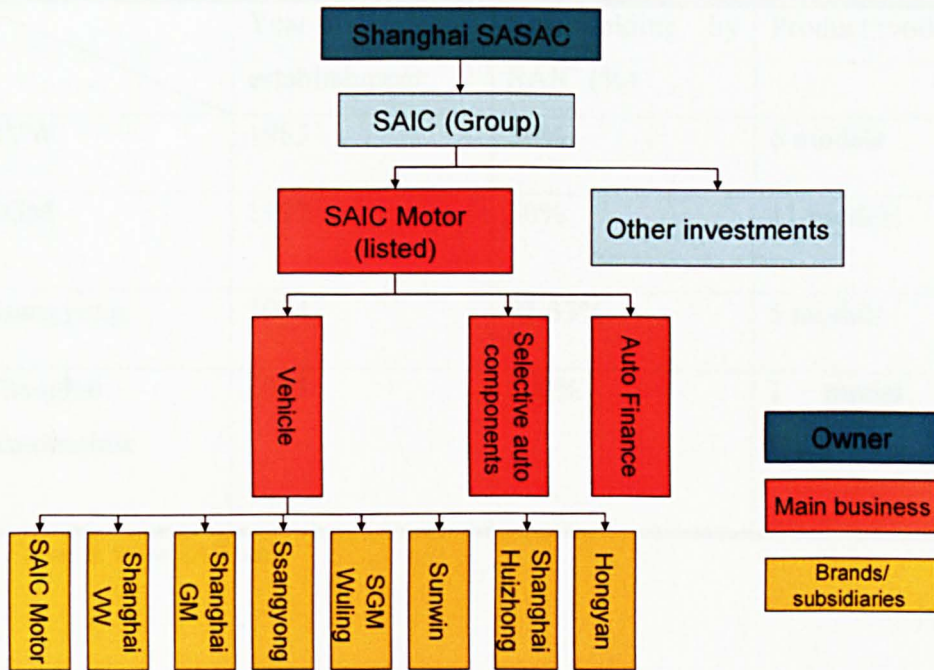 Shanghai SASAC
SAIC (Group)
SAIC Motor
(listed)
Other investments
Vehicle
Selective auto
components
Auto Finance
Owner
Main business
Brands/
subsidiaries
SAIC Motor
Shanghai
VW
Shanghai
GM
Ssangyong
SGM
Wuling
Sunwin
Shanghai
Huizhong
Hongyan